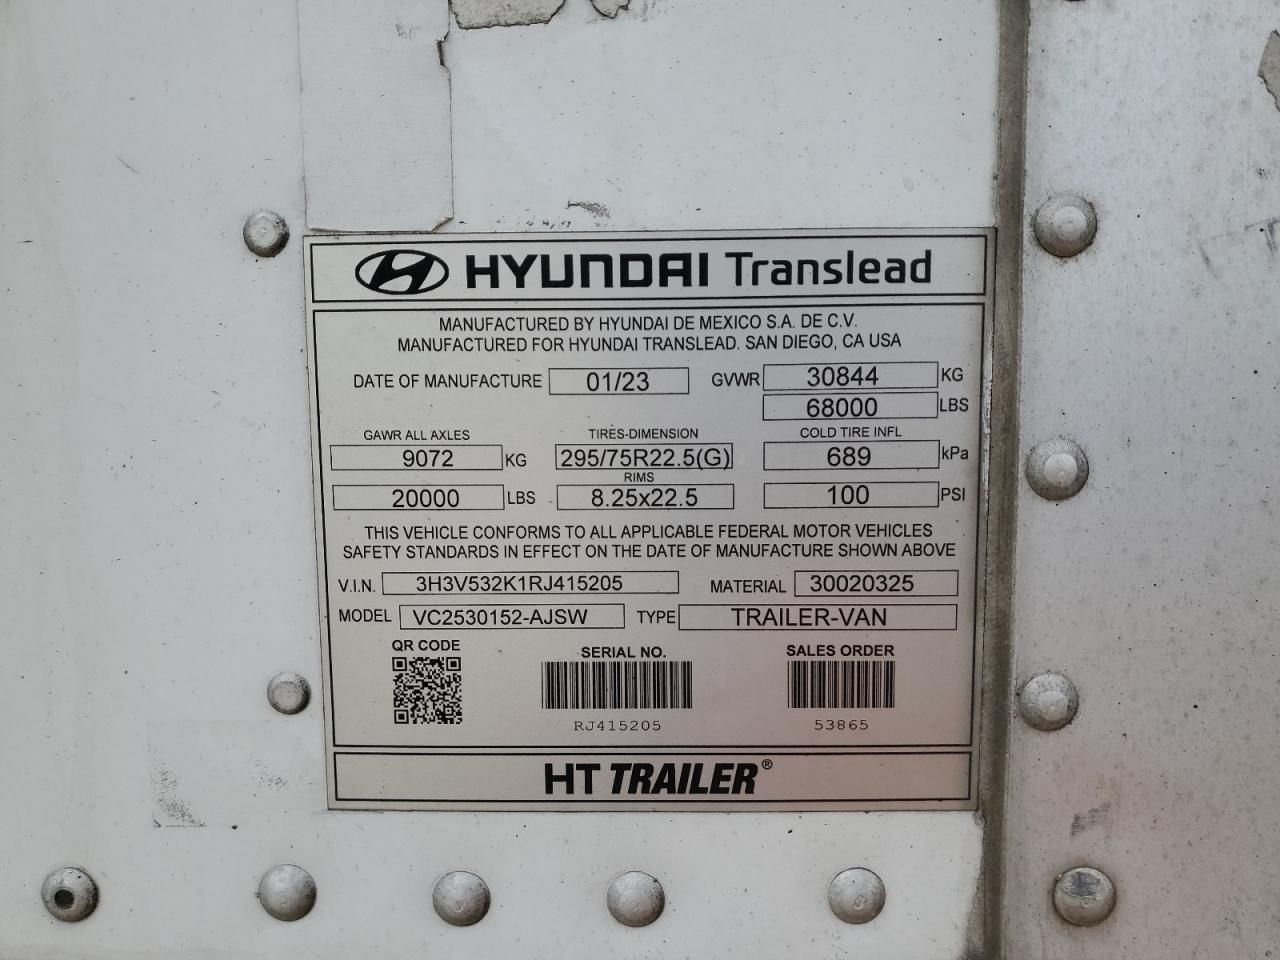 HYUNDAI Translead
MANUFACTURED BY HYUNDAI DE MEXICO S.A. DE C.V.
MANUFACTURED FOR HYUNDAI TRANSLEAD. SAN DIEGO, CA USA
DATE OF MANUFACTURE 01/23 GVWR 30844 KG
68000 LBS
GAWR ALL AXLES TIRES-DIMENSION COLD TIRE INFL
9072 KG 295/75R22.5(G) 689 kPa
RIMS
20000 LBS 8.25x22.5 100 PSI
THIS VEHICLE CONFORMS TO ALL APPLICABLE FEDERAL MOTOR VEHICLES
SAFETY STANDARDS IN EFFECT ON THE DATE OF MANUFACTURE SHOWN ABOVE
V.I.N. 3H3V532K1RJ415205 MATERIAL 30020325
MODEL VC2530152-AJSW TYPE TRAILER-VAN
QR CODE SERIAL NO. SALES ORDER
RJ415205 53865
HT TRAILER®